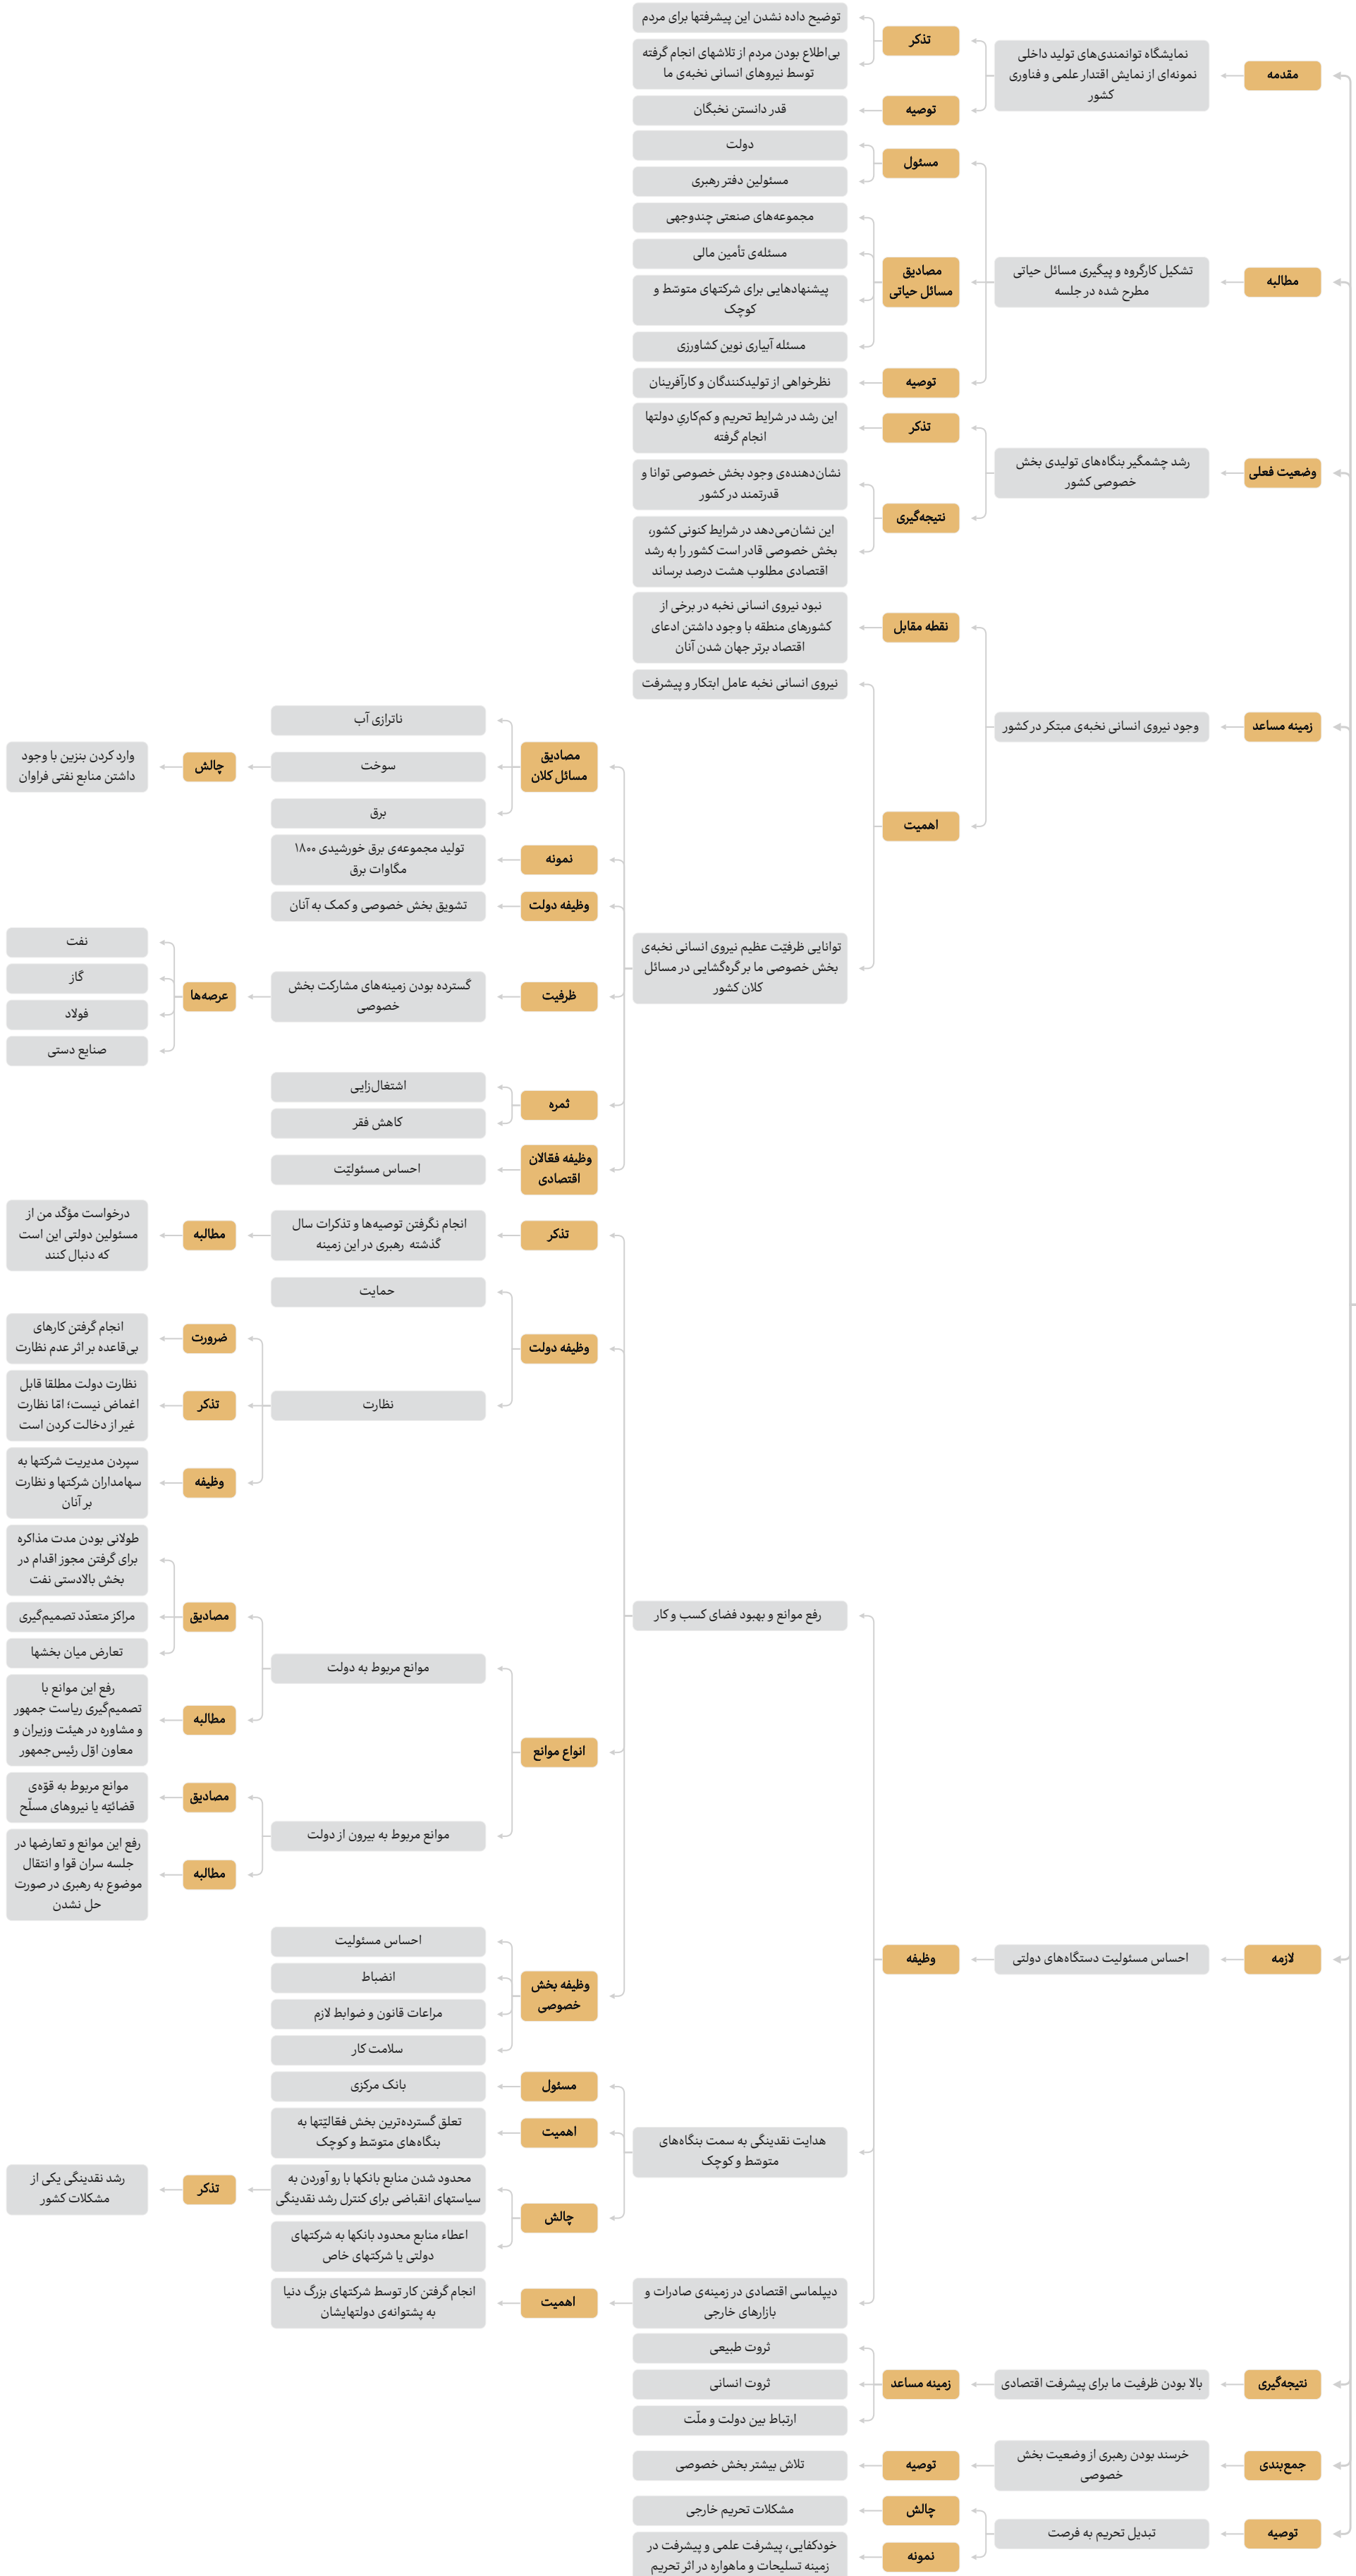 مقدمه
نمایشگاه توانمندی‌های تولید داخلی
نمونه‌ای از نمایش اقتدار علمی و فناوری
کشور
تذکر
توضیح داده نشدن این پیشرفتها برای مردم
بی‌اطلاع بودن مردم از تلاشهای انجام گرفته
توسط نیروهای انسانی نخبه‌ی ما
توصیه
قدر دانستن نخبگان
مطالبه
تشکیل کارگروه و پیگیری مسائل حیاتی
مطرح شده در جلسه
مسئول
دولت
مسئولین دفتر رهبری
مصادیق
مسائل حیاتی
مجموعه‌های صنعتی چندوجهی
مسئله‌ی تأمین مالی
پیشنهادهایی برای شرکتهای متوسّط و
کوچک
مسئله آبیاری نوین کشاورزی
توصیه
نظرخواهی از تولیدکنندگان و کارآفرینان
وضعیت فعلی
رشد چشمگیر بنگاه‌های تولیدی بخش
خصوصی کشور
تذکر
این رشد در شرایط تحریم و کم‌کاریِ دولتها
انجام گرفته
نتیجه‌گیری
نشان‌دهنده‌ی وجود بخش خصوصی توانا و
قدرتمند در کشور
این نشان‌می‌دهد در شرایط کنونی کشور،
بخش خصوصی قادر است کشور را به رشد
اقتصادی مطلوب هشت درصد برساند
زمینه مساعد
وجود نیروی انسانی نخبه‌ی مبتکر در کشور
نقطه مقابل
نبود نیروی انسانی نخبه در برخی از
کشورهای منطقه با وجود داشتن ادعای
اقتصاد برتر جهان شدن آنان
اهمیت
نیروی انسانی نخبه عامل ابتکار و پیشرفت
توانایی ظرفیّت عظیم نیروی انسانی نخبه‌ی
بخش خصوصی ما بر گره‌گشایی در مسائل
کلان کشور
مصادیق
مسائل کلان
ناترازی آب
سوخت
چالش
وارد کردن بنزین با وجود
داشتن منابع نفتی فراوان
برق
نمونه
تولید مجموعه‌ی برق خورشیدی ۱۸۰۰
مگاوات برق
وظیفه دولت
تشویق بخش خصوصی و کمک به آنان
ظرفیت
گسترده بودن زمینه‌های مشارکت بخش
خصوصی
عرصه‌ها
نفت
گاز
فولاد
صنایع دستی
ثمره
اشتغال‌زایی
کاهش فقر
وظیفه فعّالان
اقتصادی
احساس مسئولیّت
لازمه
احساس مسئولیت دستگاه‌های دولتی
وظیفه
رفع موانع و بهبود فضای کسب و کار
تذکر
انجام نگرفتن توصیه‌ها و تذکرات سال
گذشته رهبری در این زمینه
مطالبه
درخواست مؤکّد من از
مسئولین دولتی این است
که دنبال کنند
وظیفه دولت
حمایت
نظارت
ضرورت
انجام گرفتن کارهای
بی‌قاعده بر اثر عدم نظارت
تذکر
نظارت دولت مطلقا قابل
اغماض نیست؛ امّا نظارت
غیر از دخالت کردن است
وظیفه
سپردن مدیریت شرکتها به
سهامداران شرکتها و نظارت
بر آنان
انواع موانع
موانع مربوط به دولت
مصادیق
طولانی بودن مدت مذاکره
برای گرفتن مجوز اقدام در
بخش بالادستی نفت
مراکز متعدّد تصمیم‌گیری
تعارض میان بخشها
مطالبه
رفع این موانع با
تصمیم‌گیری ریاست جمهور
و مشاوره در هیئت وزیران و
معاون اوّل رئیس‌جمهور
موانع مربوط به بیرون از دولت
مصادیق
موانع مربوط به قوّه‌ی
قضائیّه یا نیروهای مسلّح
مطالبه
رفع این موانع و تعارضها در
جلسه سران قوا و انتقال
موضوع به رهبری در صورت
حل نشدن
وظیفه بخش
خصوصی
احساس مسئولیت
انضباط
مراعات قانون و ضوابط لازم
سلامت کار
هدایت نقدینگی به سمت بنگاه‌های
متوسّط و کوچک
مسئول
بانک مرکزی
اهمیت
تعلق گسترده‌ترین بخش فعّالیّتها به
بنگاه‌های متوسّط و کوچک
چالش
محدود شدن منابع بانکها با رو آوردن به
سیاستهای انقباضی برای کنترل رشد نقدینگی
تذکر
رشد نقدینگی یکی از
مشکلات کشور
اعطاء منابع محدود بانکها به شرکتهای
دولتی یا شرکتهای خاص
دیپلماسی اقتصادی در زمینه‌ی صادرات و
بازارهای خارجی
اهمیت
انجام گرفتن کار توسط شرکتهای بزرگ دنیا
به پشتوانه‌ی دولتهایشان
نتیجه‌گیری
بالا بودن ظرفیت ما برای پیشرفت اقتصادی
زمینه مساعد
ثروت طبیعی
ثروت انسانی
ارتباط بین دولت و ملّت
جمع‌بندی
خرسند بودن رهبری از وضعیت بخش
خصوصی
توصیه
تلاش بیشتر بخش خصوصی
توصیه
تبدیل تحریم به فرصت
چالش
مشکلات تحریم خارجی
نمونه
خودکفایی، پیشرفت علمی و پیشرفت در
زمینه تسلیحات و ماهواره در اثر تحریم